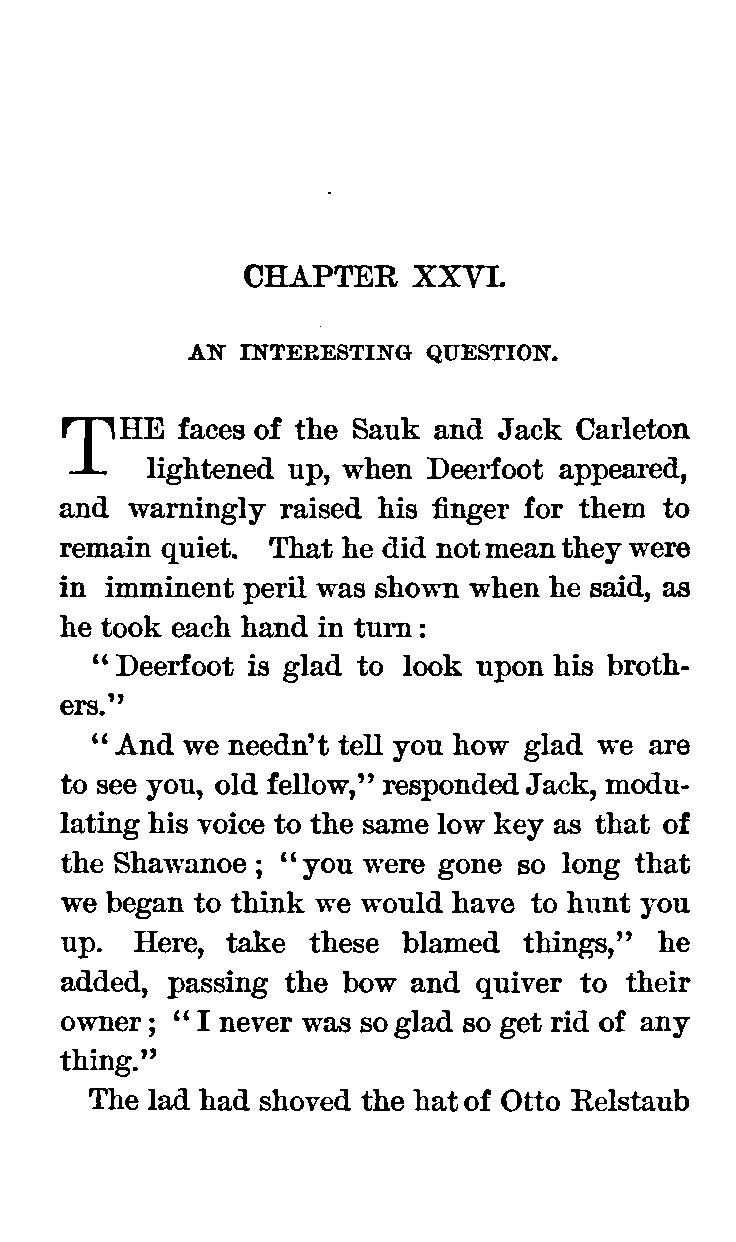 CHAPTER XXVI.
AN INTERESTING QUESTION.
THE faces of the Sauk and Jack Carleton
lightened up, when Deerfoot appeared,
and warningly raised his finger for them to
remain quiet. That he did not mean they were
in imminent peril was shown when he said, as
he took each hand in turn:
"Deerfoot is glad to look upon his broth-
ers."
"And we needn't tell you how glad we are
to see you, old fellow," responded Jack, modu-
lating his voice to the same low key as that of
the Shawanoe; "you were gone so long that
we began to think we would have to hunt you
up. Here, take these blamed things," he
added, passing the bow and quiver to their
owner; "I never was so glad so get rid of any
thing."
The lad had shoved the hat of Otto Relstaub